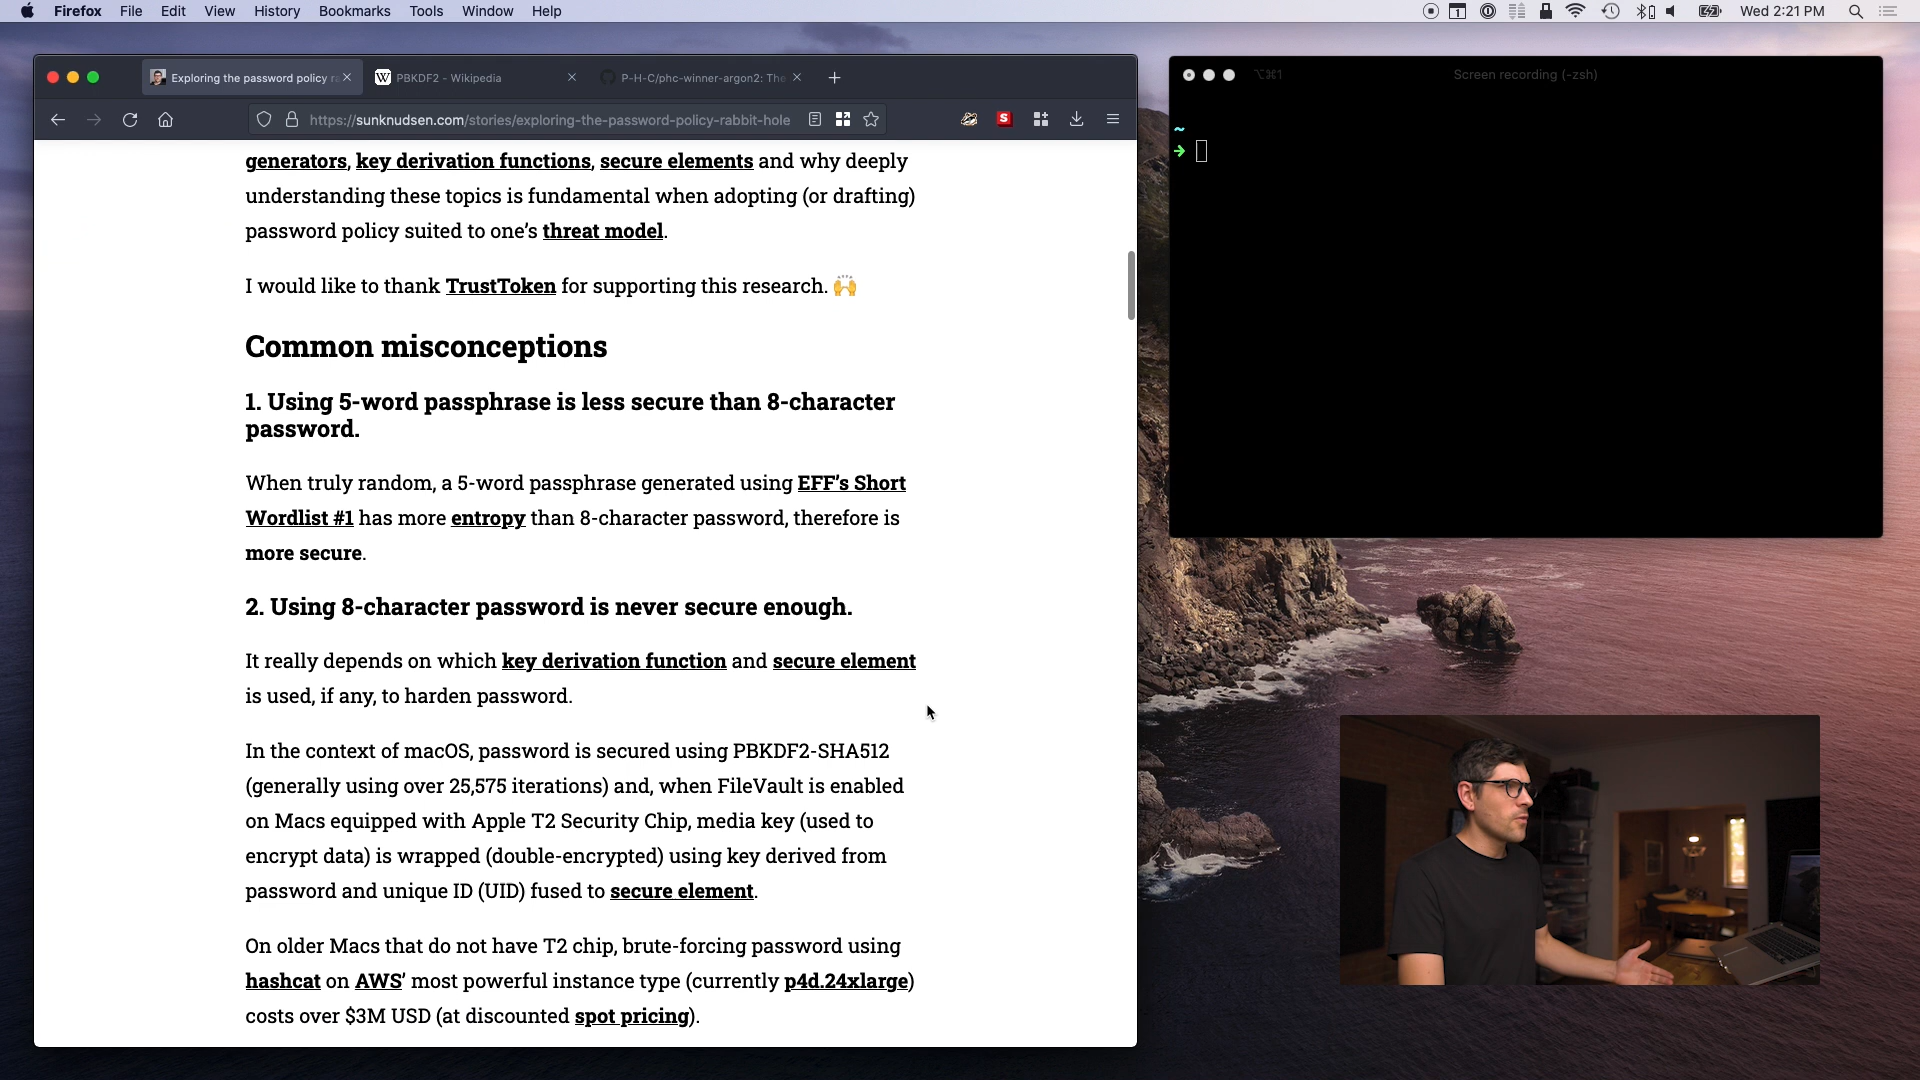 Firefox File Edit View History Bookmarks Tools Window Help
1
Wed 2:21 PM
Exploring the password policy ra
W PBKDF2 - Wikipedia
P-H-C/phc-winner-argon2: The
⌥⌘1
Screen recording (-zsh)
https://sunknudsen.com/stories/exploring-the-password-policy-rabbit-hole
S
~
➜
generators, key derivation functions, secure elements and why deeply
understanding these topics is fundamental when adopting (or drafting)
password policy suited to one’s threat model.
I would like to thank TrustToken for supporting this research. 🙌
Common misconceptions
1. Using 5-word passphrase is less secure than 8-character
password.
When truly random, a 5-word passphrase generated using EFF’s Short
Wordlist #1 has more entropy than 8-character password, therefore is
more secure.
2. Using 8-character password is never secure enough.
It really depends on which key derivation function and secure element
is used, if any, to harden password.
In the context of macOS, password is secured using PBKDF2-SHA512
(generally using over 25,575 iterations) and, when FileVault is enabled
on Macs equipped with Apple T2 Security Chip, media key (used to
encrypt data) is wrapped (double-encrypted) using key derived from
password and unique ID (UID) fused to secure element.
On older Macs that do not have T2 chip, brute-forcing password using
hashcat on AWS’ most powerful instance type (currently p4d.24xlarge)
costs over $3M USD (at discounted spot pricing).